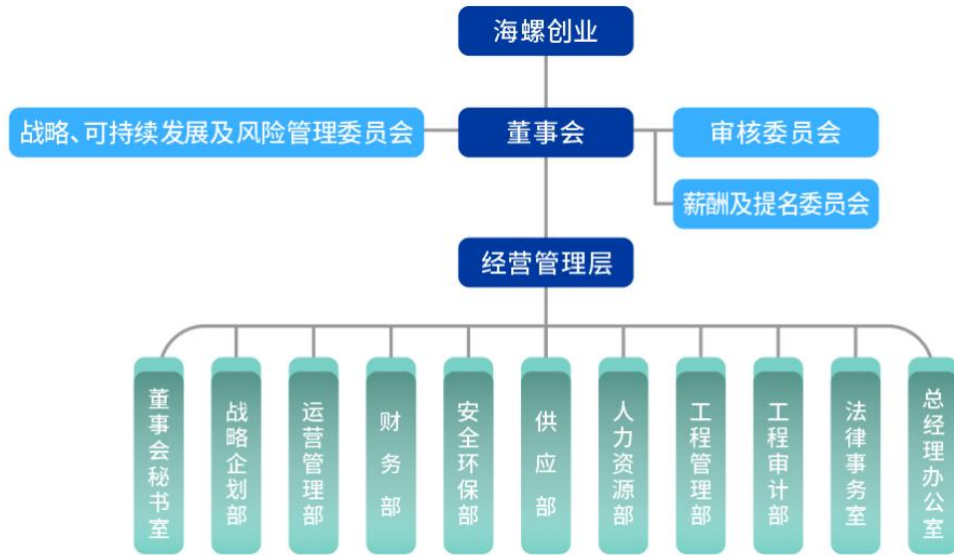 海螺创业
战略、可持续发展及风险管理委员会
董事会
审核委员会
薪酬及提名委员会
经营管理层
董事会秘书室
战略企划部
运营管理部
财务部
安全环保部
供应部
人力资源部
工程管理部
工程审计部
法律事务室
总经理办公室